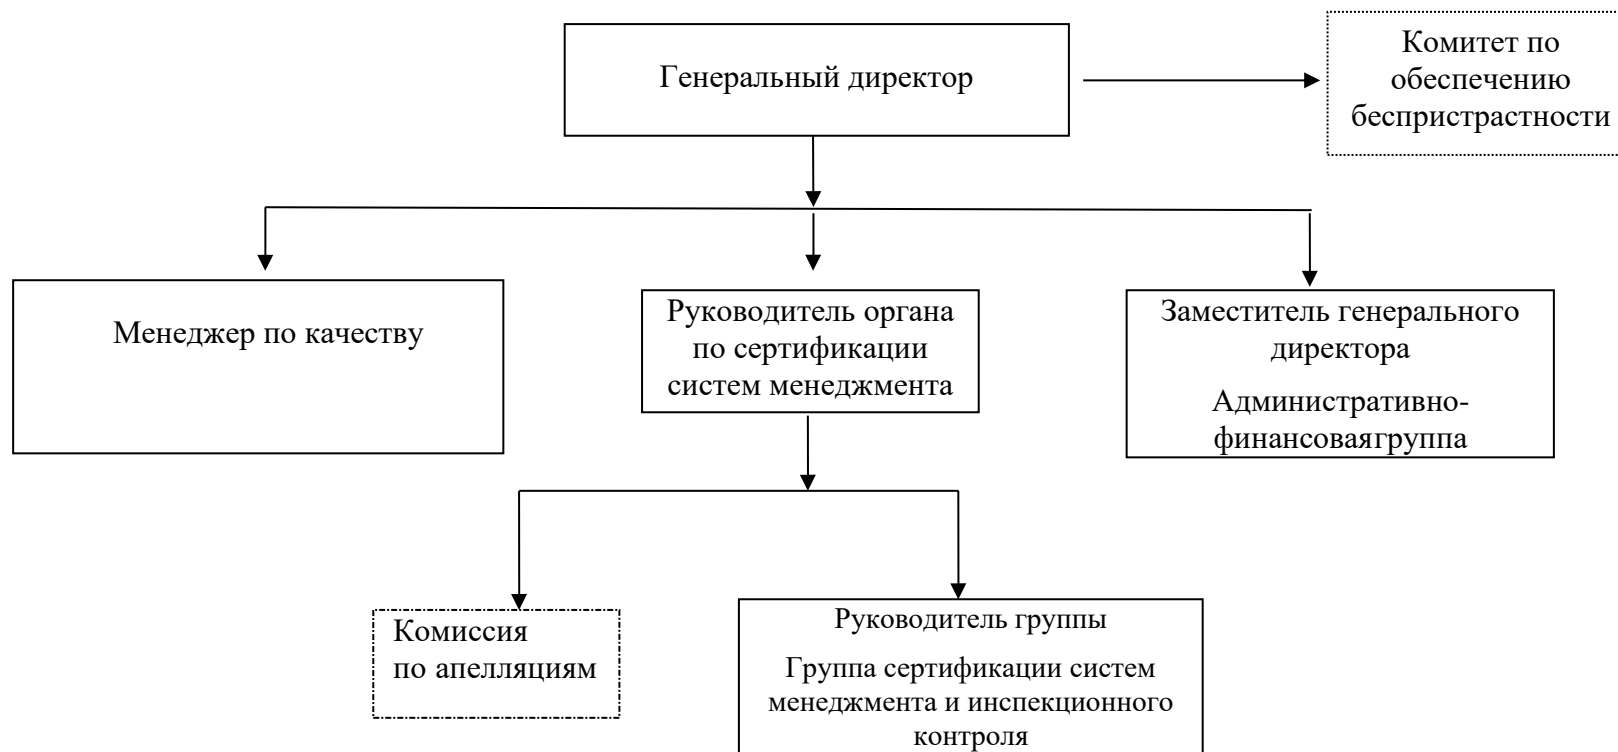 Генеральный директор
Комитет по
обеспечению
беспристрастности
Менеджер по качеству
Руководитель органа
по сертификации
систем менеджмента
Заместитель генерального
директора
Административно-
финансоваягруппа
Комиссия
по апелляциям
Руководитель группы
Группа сертификации систем
менеджмента и инспекционного
контроля